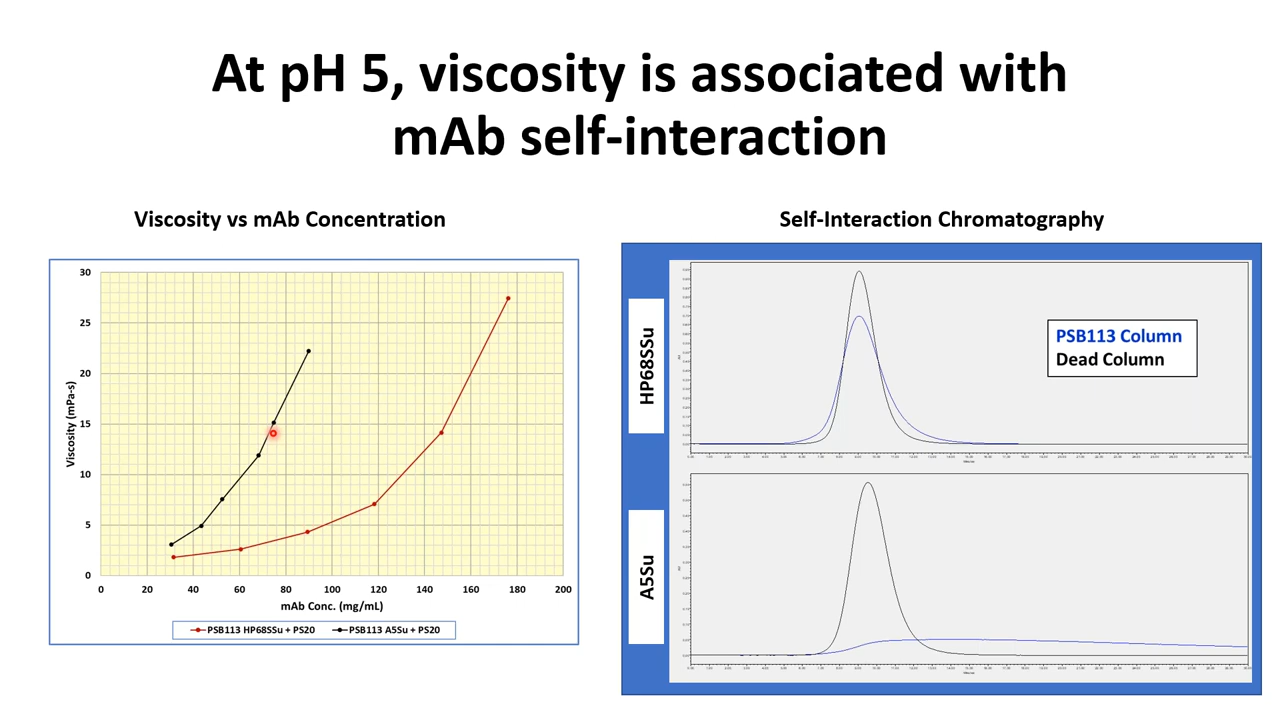 At pH 5, viscosity is associated with
mAb self-interaction
Viscosity vs mAb Concentration
Viscosity (mPa-s)
30
25
20
15
10
5
0
0 20 40 60 80 100 120 140 160 180 200
mAb Conc. (mg/mL)
PSB113 HP68SSu + PS20 PSB113 A5Su + PS20
Self-Interaction Chromatography
HP68SSu
PSB113 Column
Dead Column
A5Su